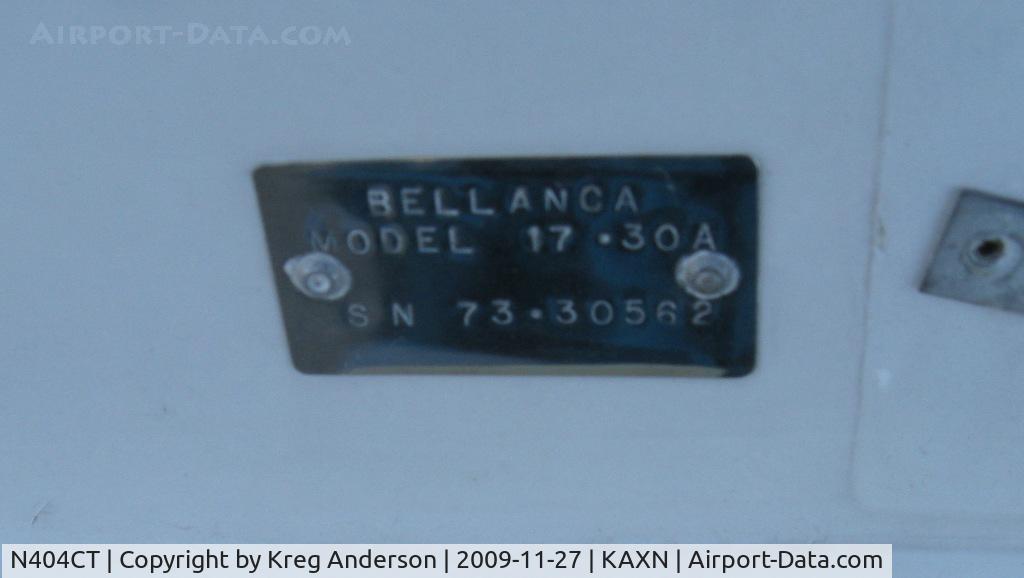 AIRPORT-DATA.COM
BELLANCA
MODEL 17·30A
SN 73·30562
N404CT | Copyright by Kreg Anderson | 2009-11-27 | KAXN | Airport-Data.com